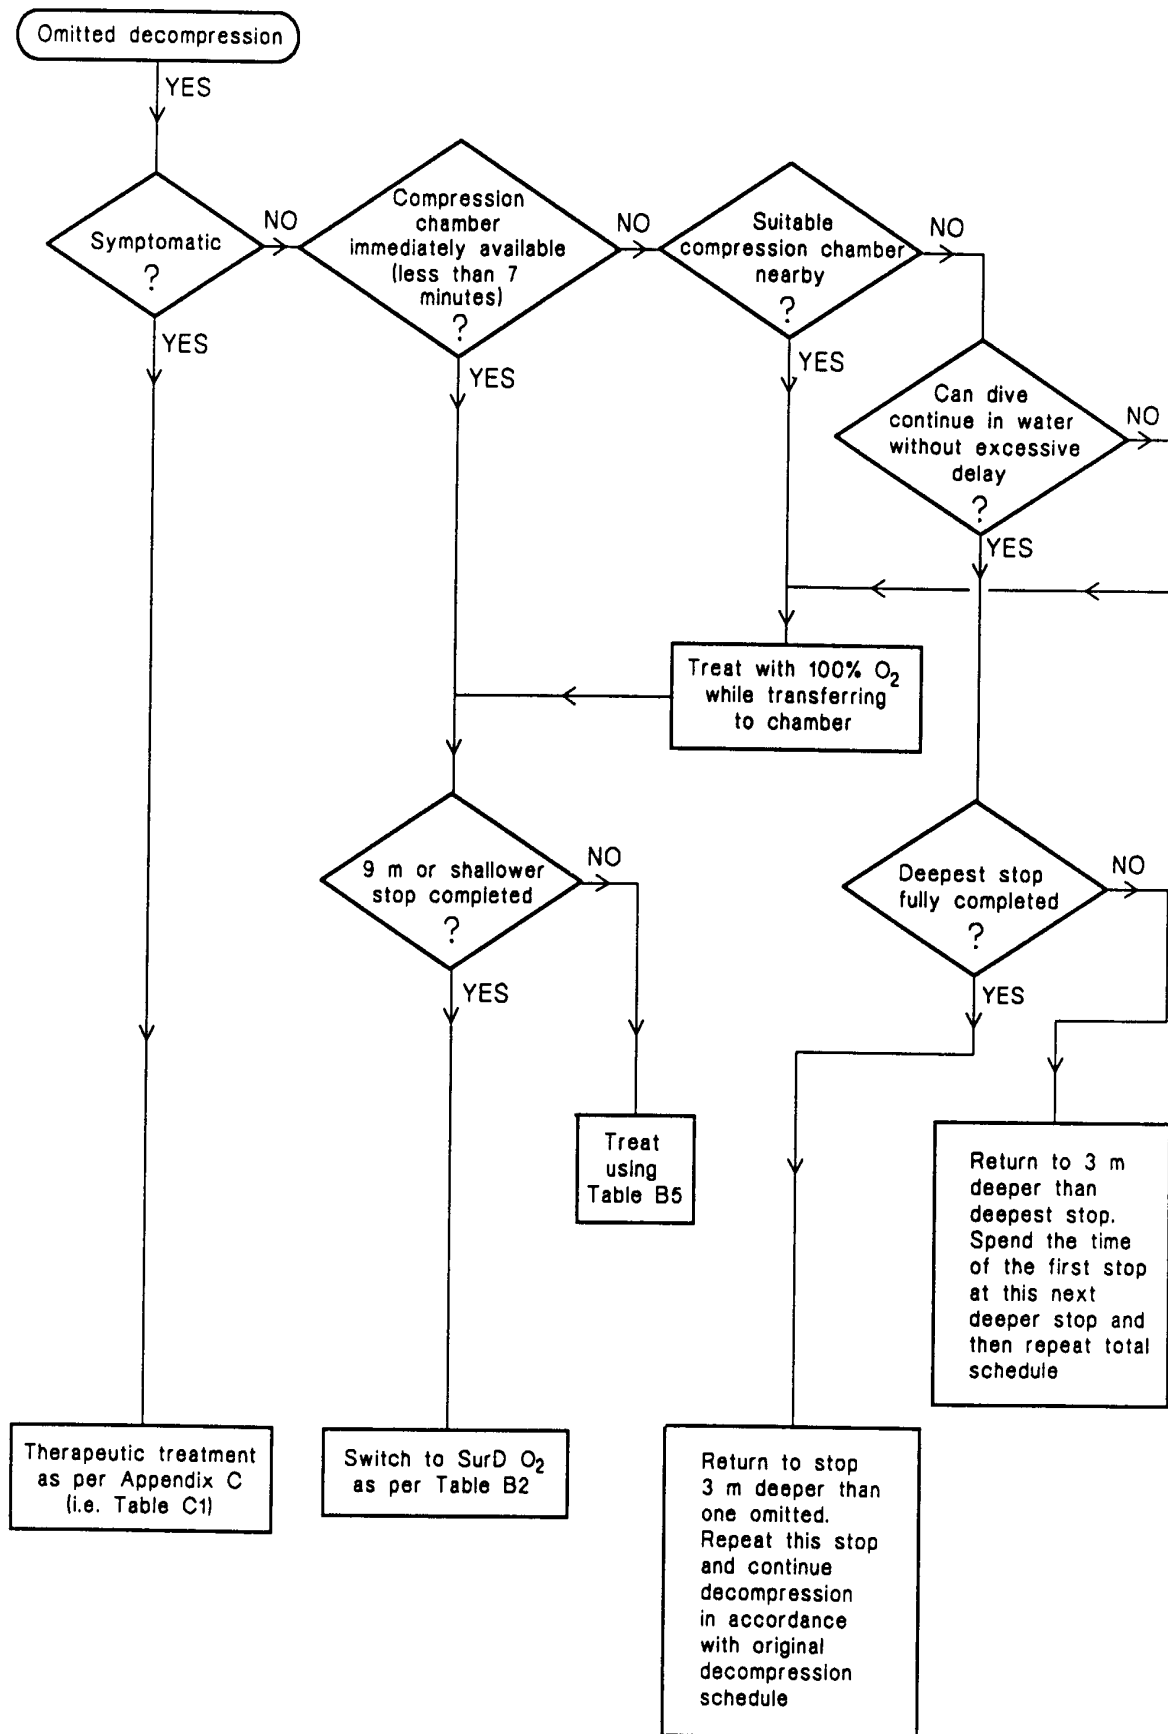 Omitted decompression
YES
Symptomatic
?
NO
YES
Compression
chamber
immediately available
(less than 7
minutes)
?
NO
YES
Suitable
compression chamber
nearby
?
NO
YES
Can dive
continue in water
without excessive
delay
?
NO
YES
Treat with 100% O₂
while transferring
to chamber
9 m or shallower
stop completed
?
NO
YES
Deepest stop
fully completed
?
NO
YES
Treat
using
Table B5
Return to 3 m
deeper than
deepest stop.
Spend the time
of the first stop
at this next
deeper stop and
then repeat total
schedule
Therapeutic treatment
as per Appendix C
(i.e. Table C1)
Switch to SurD O₂
as per Table B2
Return to stop
3 m deeper than
one omitted.
Repeat this stop
and continue
decompression
in accordance
with original
decompression
schedule